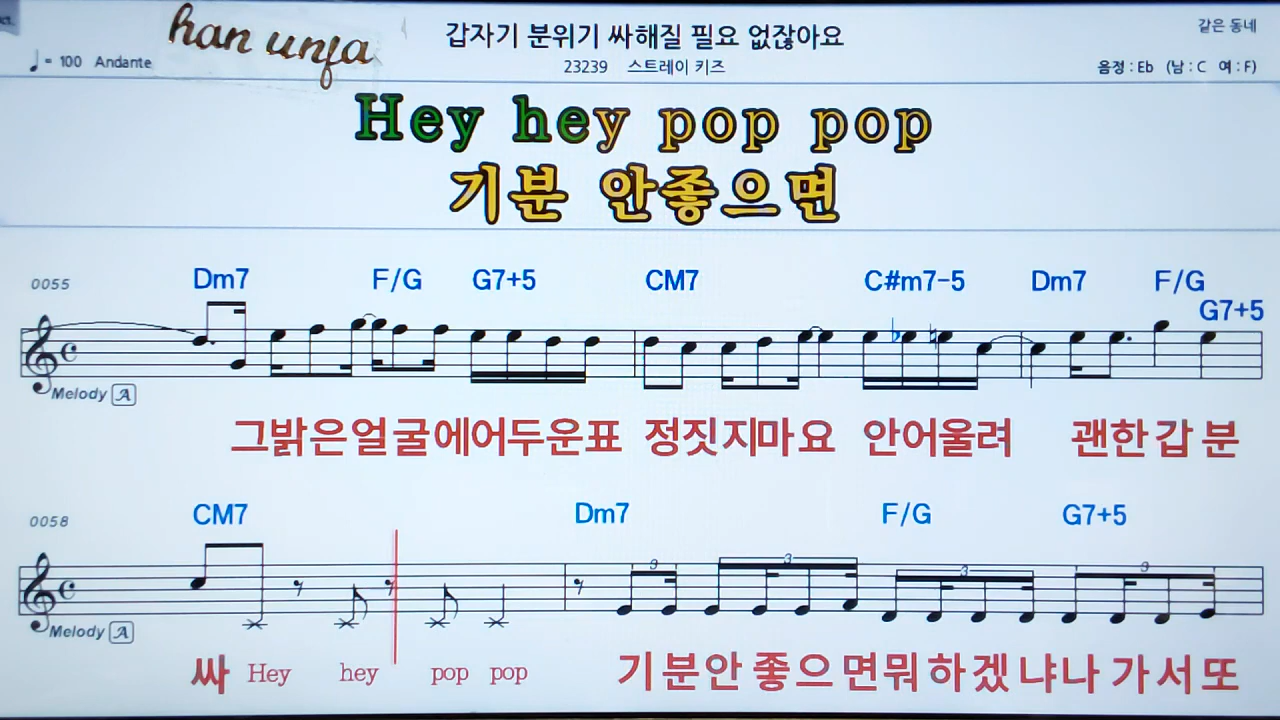 han unfa
갑자기 분위기 싸해질 필요 없잖아요
같은 동네
= 100 Andante
23239 스트레이 키즈
음정 : Eb (남 : C 여 : F)
Hey hey pop pop
기분 안좋으면
0055
Dm7 F/G G7+5 CM7 C#m7-5 Dm7 F/G
G7+5
Melody A
그밝은얼굴에어두운표 정짓지마요 안어울려 괜한갑분
0058
CM7 Dm7 F/G G7+5
3 3 3 3
Melody A
싸 Hey hey pop pop 기분안좋으면뭐하겠냐나가서또